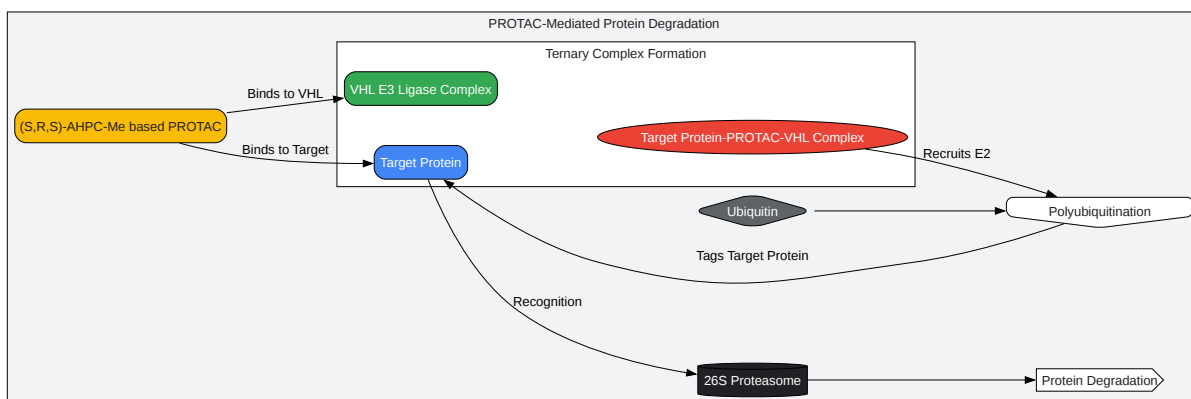 PROTAC-Mediated Protein Degradation
Ternary Complex Formation
VHL E3 Ligase Complex
Binds to VHL
(S,R,S)-AHPC-Me based PROTAC
Target Protein-PROTAC-VHL Complex
Binds to Target
Target Protein
Recruits E2
Ubiquitin
Polyubiquitination
Tags Target Protein
Recognition
26S Proteasome
Protein Degradation